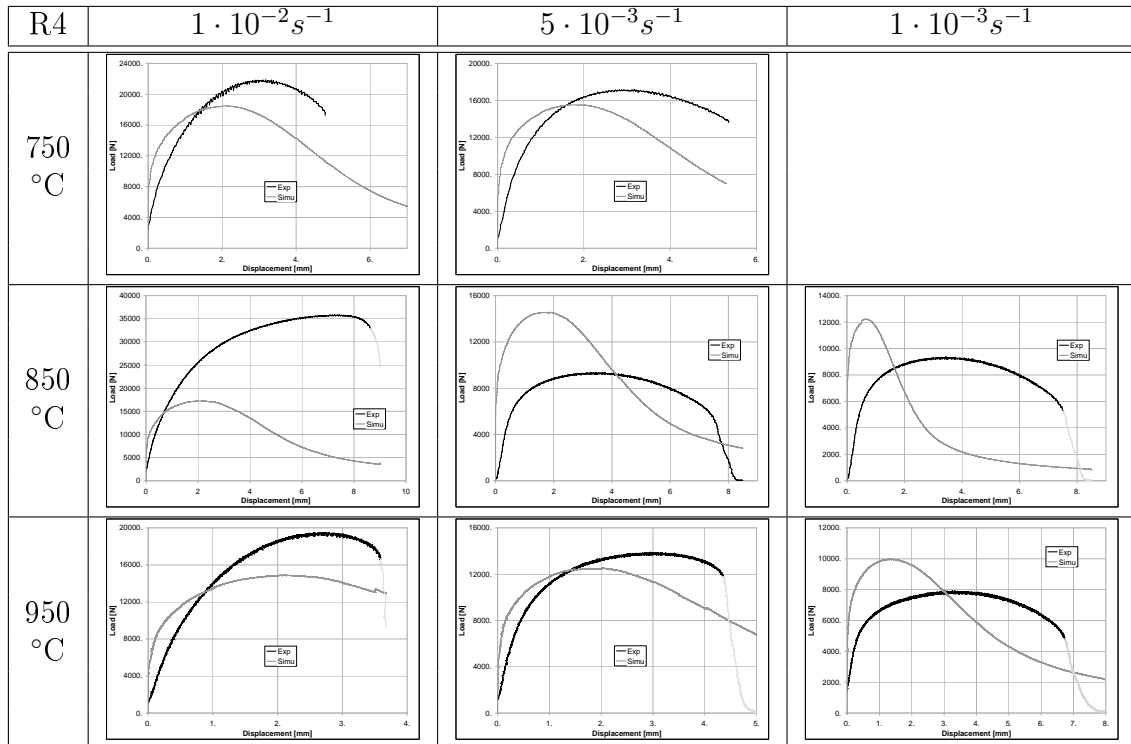 R4 1 · 10⁻²s⁻¹ 5 · 10⁻³s⁻¹ 1 · 10⁻³s⁻¹
750
°C
24000.
20000.
16000.
12000.
8000.
4000.
0.
Load [N]
Exp
Simu
0. 2. 4. 6.
Displacement [mm]
20000.
16000.
12000.
8000.
4000.
0.
Load [N]
Exp
Simu
0. 2. 4. 6.
Displacement [mm]
850
°C
40000
35000
30000
25000
20000
15000
10000
5000
0
Load [N]
Exp
Simu
0 2 4 6 8 10
Displacement [mm]
16000
12000.
8000.
4000.
0.
Load [N]
Exp
Simu
0. 2. 4. 6. 8.
Displacement [mm]
14000.
12000.
10000.
8000.
6000.
4000.
2000.
0.
Load [N]
Exp
Simu
0. 2. 4. 6. 8.
Displacement [mm]
950
°C
20000.
16000.
12000.
8000.
4000.
0.
Load [N]
Exp
Simu
0. 1. 2. 3. 4.
Displacement [mm]
16000.
12000.
8000.
4000.
0.
Load [N]
Exp
Simu
0. 1. 2. 3. 4. 5.
Displacement [mm]
12000.
10000.
8000.
6000.
4000.
2000.
0.
Load [N]
Exp
Simu
0. 1. 2. 3. 4. 5. 6. 7. 8.
Displacement [mm]